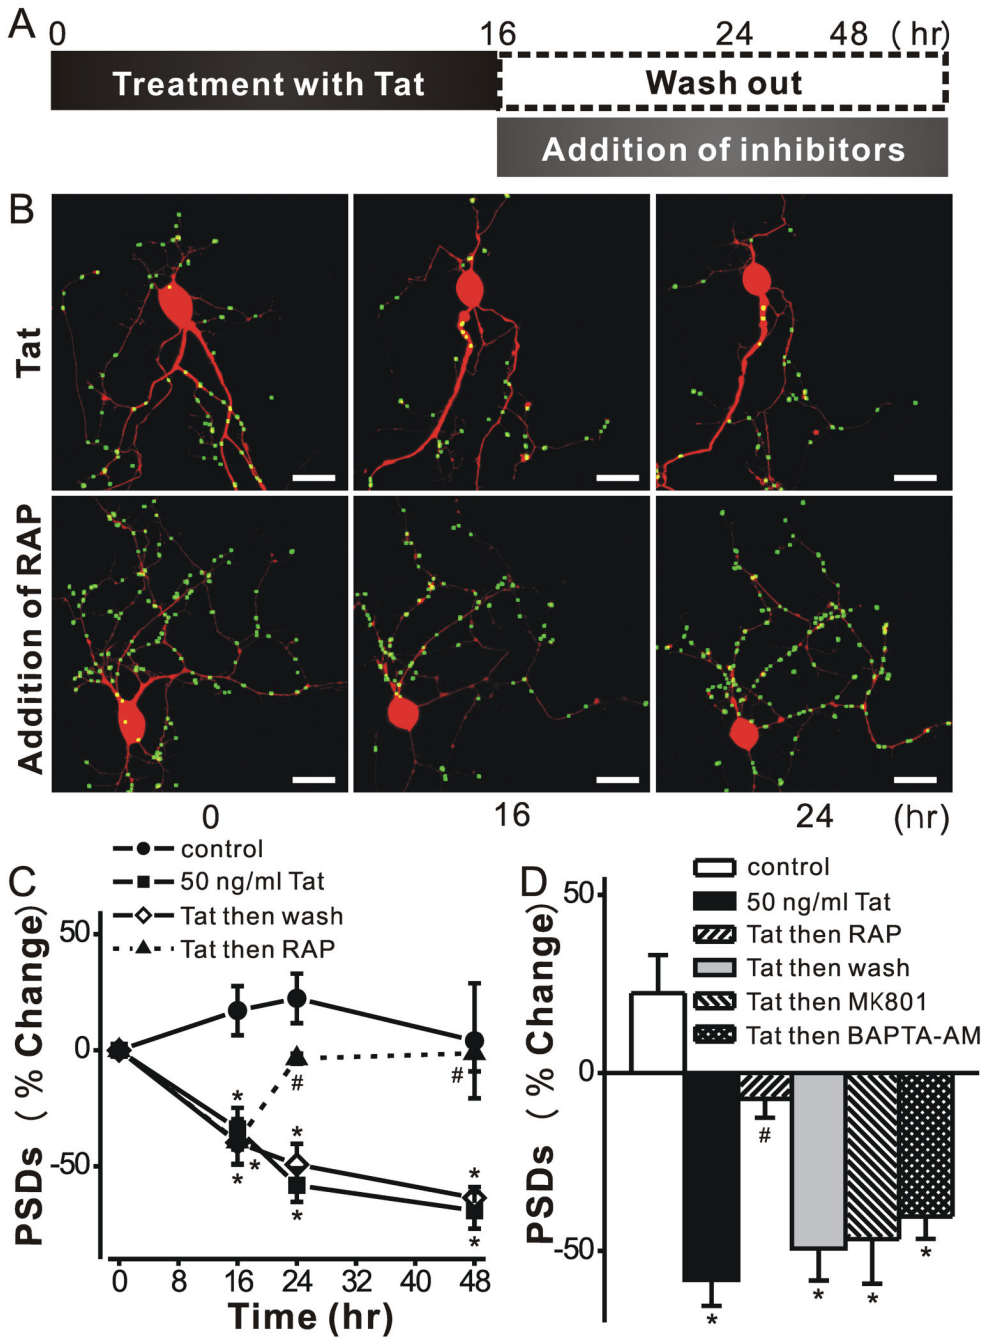 A
0 16 24 48 ( hr)
Treatment with Tat
Wash out
Addition of inhibitors
B
Tat
Addition of RAP
0 16 24 (hr)
C
control
50 ng/ml Tat
Tat then wash
Tat then RAP
PSDs ( % Change)
50
0
-50
* * * * * * *
# #
0 8 16 24 32 40 48
Time (hr)
D
control
50 ng/ml Tat
Tat then RAP
Tat then wash
Tat then MK801
Tat then BAPTA-AM
PSDs ( % Change)
50
0
-50
* # * * *